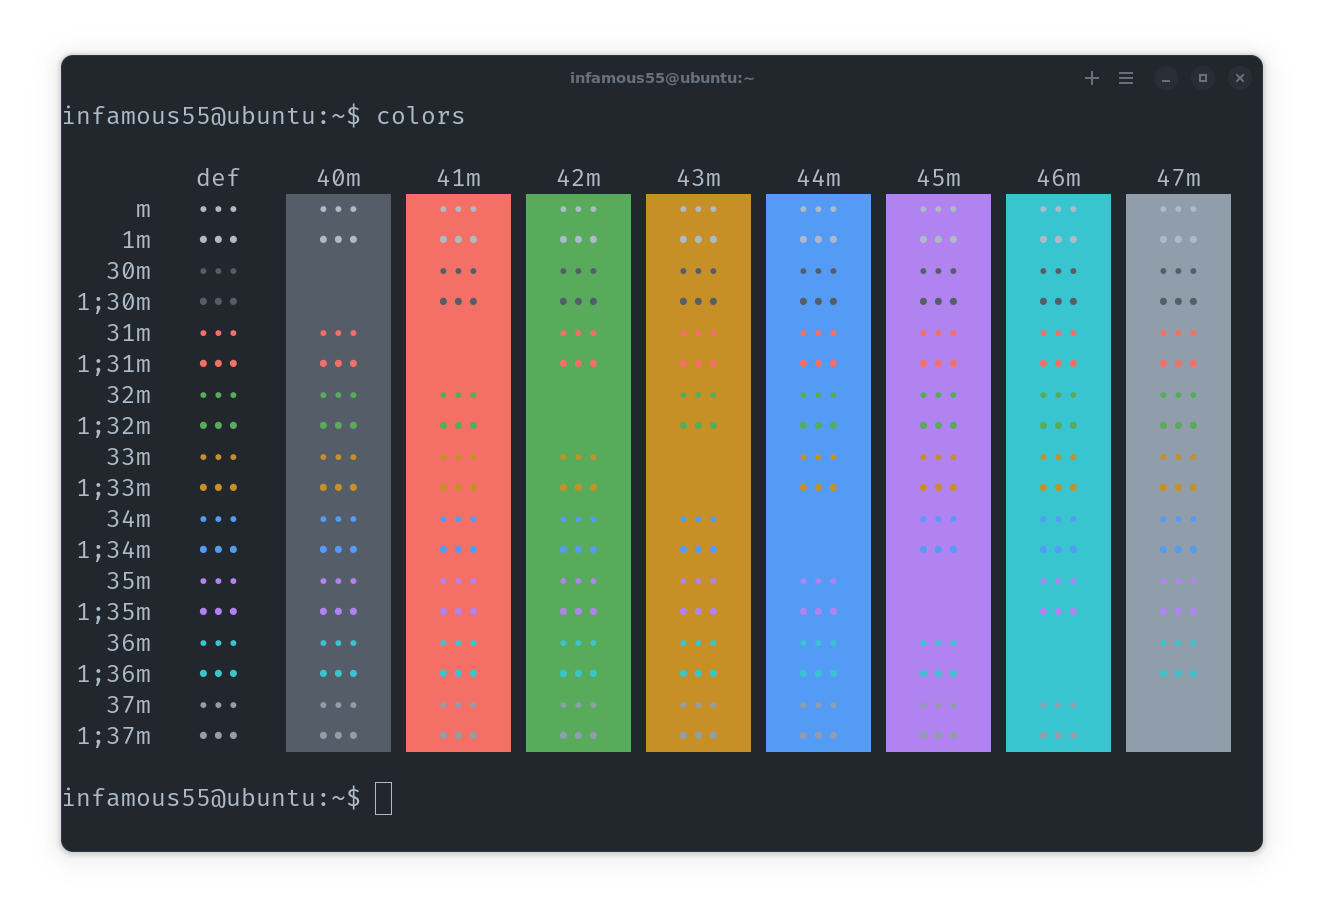 infamous55@ubuntu:~
infamous55@ubuntu:~$ colors
def 40m 41m 42m 43m 44m 45m 46m 47m
m ••• ••• ••• ••• ••• ••• ••• ••• •••
1m ••• ••• ••• ••• ••• ••• ••• ••• •••
30m ••• ••• ••• ••• ••• ••• ••• •••
1;30m ••• ••• ••• ••• ••• ••• ••• •••
31m ••• ••• ••• ••• ••• ••• ••• •••
1;31m ••• ••• ••• ••• ••• ••• ••• •••
32m ••• ••• ••• ••• ••• ••• ••• •••
1;32m ••• ••• ••• ••• ••• ••• ••• •••
33m ••• ••• ••• ••• ••• ••• ••• •••
1;33m ••• ••• ••• ••• ••• ••• ••• •••
34m ••• ••• ••• ••• ••• ••• ••• •••
1;34m ••• ••• ••• ••• ••• ••• ••• •••
35m ••• ••• ••• ••• ••• ••• ••• •••
1;35m ••• ••• ••• ••• ••• ••• ••• •••
36m ••• ••• ••• ••• ••• ••• ••• •••
1;36m ••• ••• ••• ••• ••• ••• ••• •••
37m ••• ••• ••• ••• ••• ••• ••• •••
1;37m ••• ••• ••• ••• ••• ••• ••• •••
infamous55@ubuntu:~$